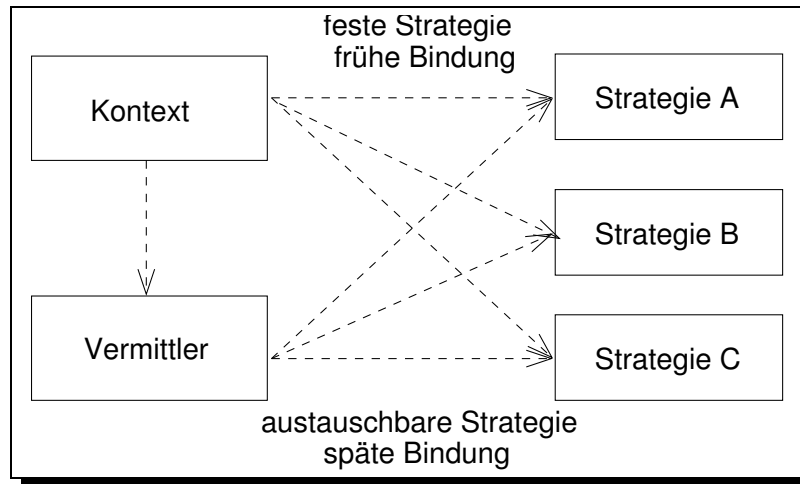 feste Strategie
frühe Bindung
Kontext
Strategie A
Strategie B
Vermittler
Strategie C
austauschbare Strategie
späte Bindung